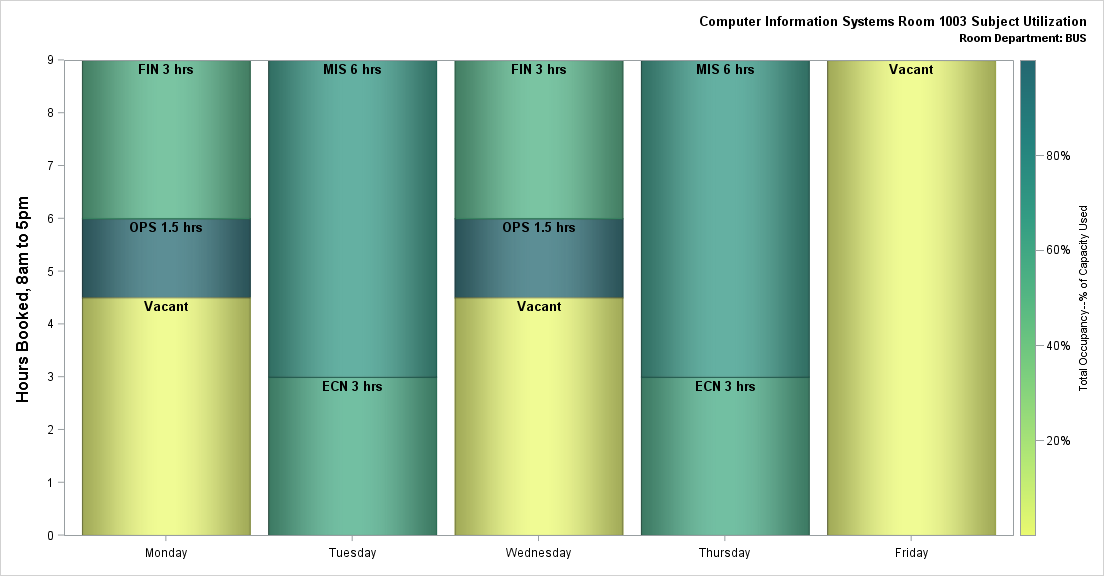 Computer Information Systems Room 1003 Subject Utilization
Room Department: BUS
Hours Booked, 8am to 5pm
9
8
7
6
5
4
3
2
1
0
FIN 3 hrs
OPS 1.5 hrs
Vacant
MIS 6 hrs
ECN 3 hrs
FIN 3 hrs
OPS 1.5 hrs
Vacant
MIS 6 hrs
ECN 3 hrs
Vacant
Monday
Tuesday
Wednesday
Thursday
Friday
80%
60%
40%
20%
Total Occupancy--% of Capacity Used